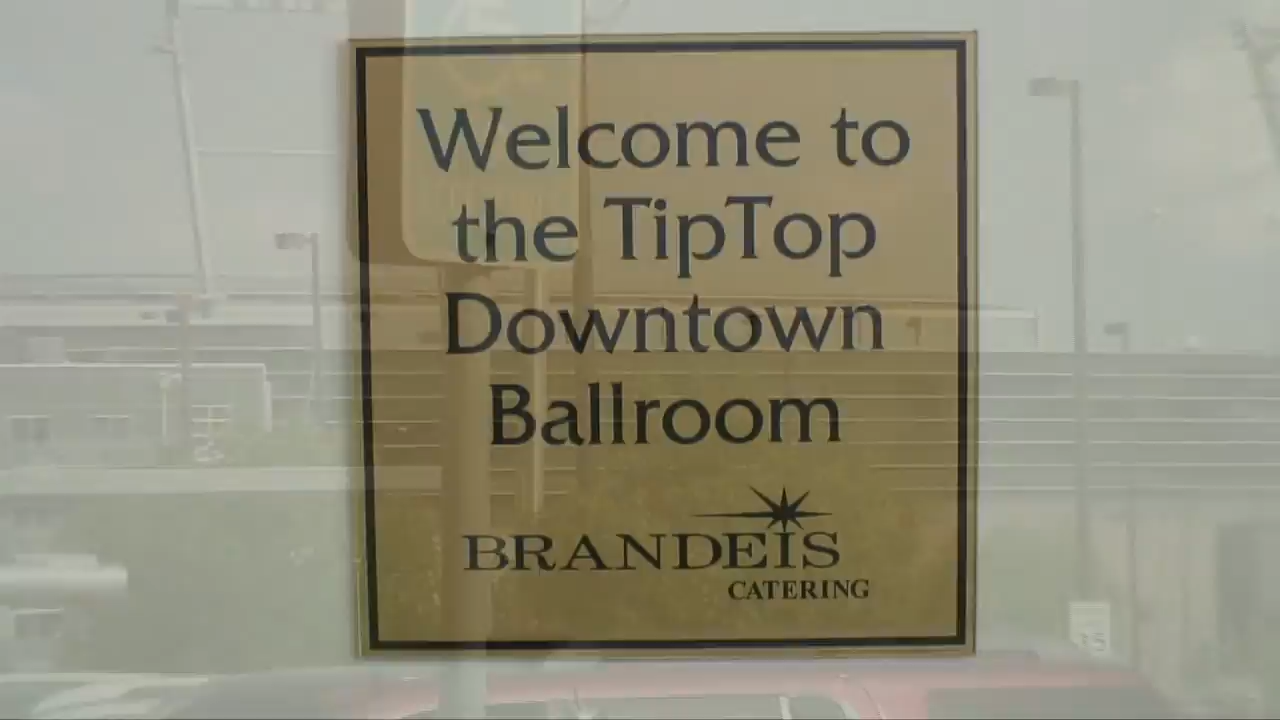 Welcome to
the TipTop
Downtown
Ballroom
BRANDEIS
CATERING